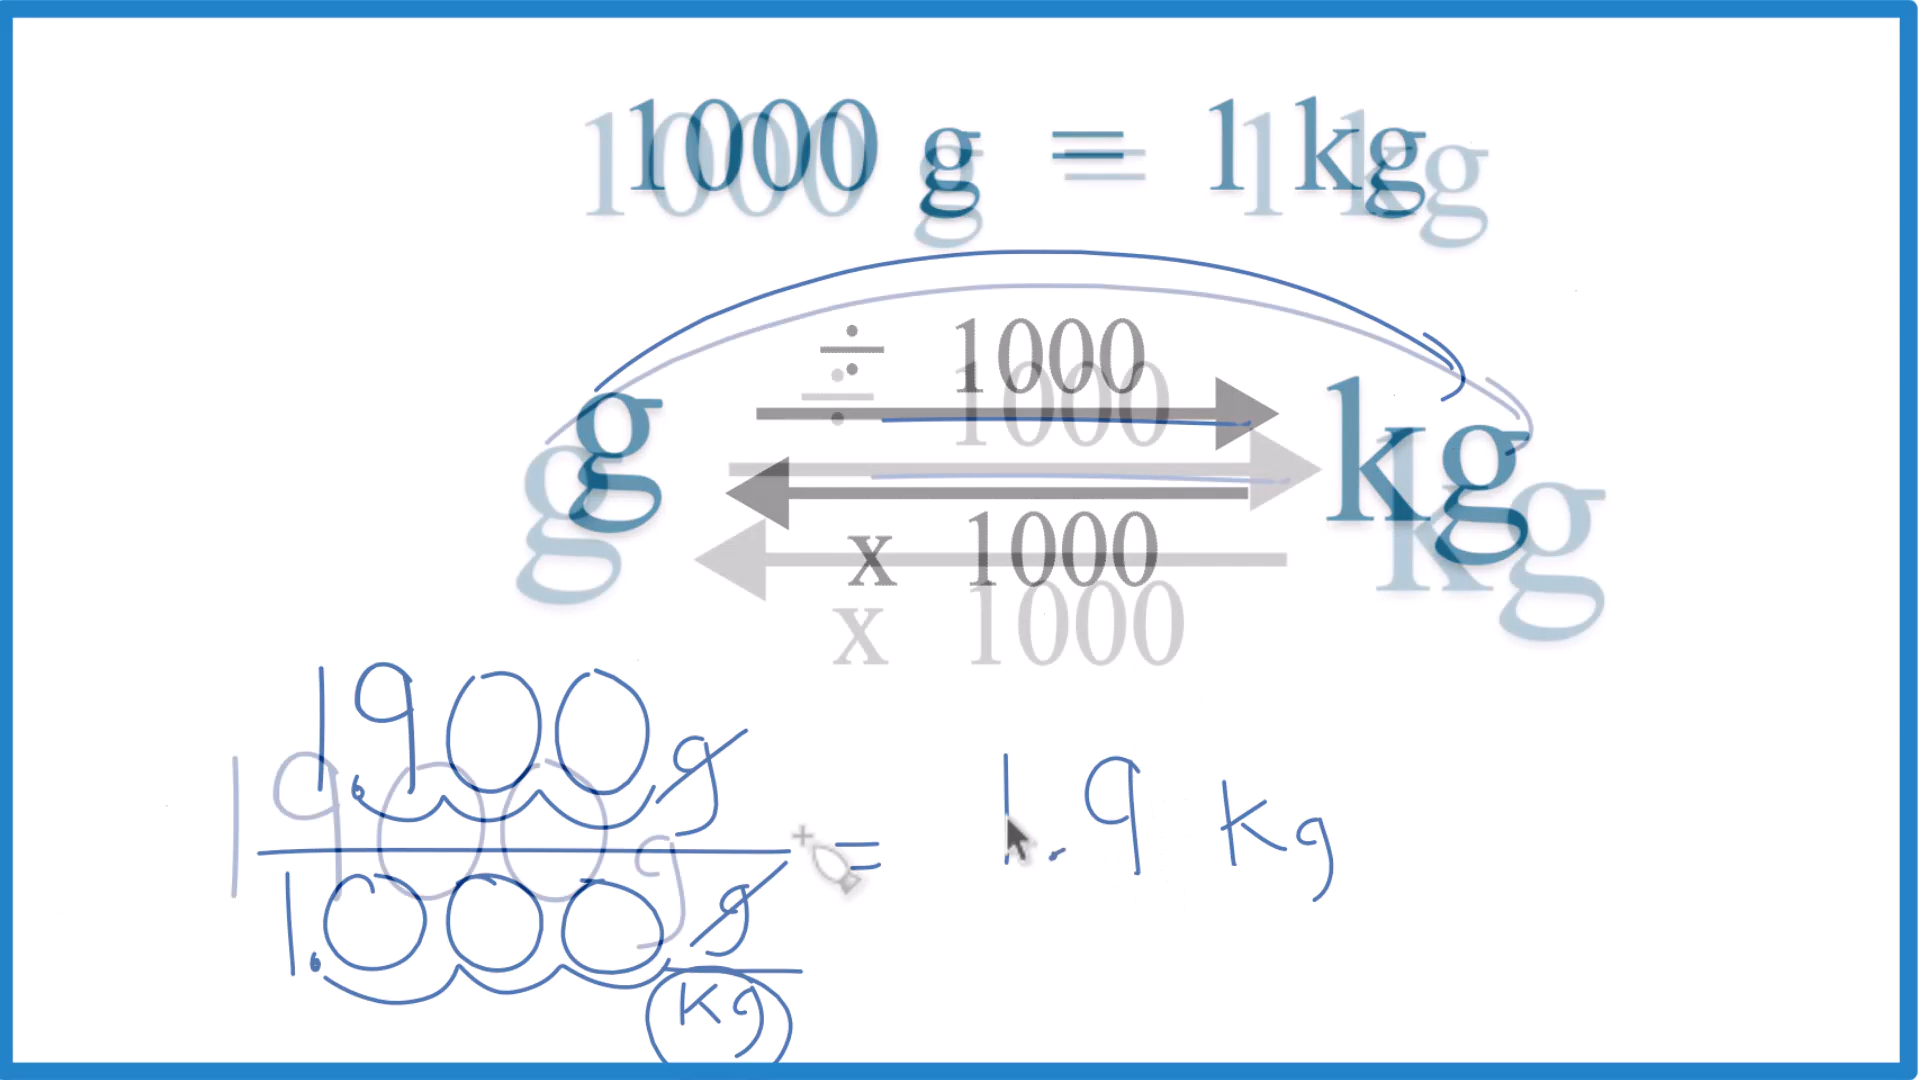 1000 g = 1 kg
÷ 1000
g kg
x 1000
1.900 g
1.000 g
kg
= 1.9 kg